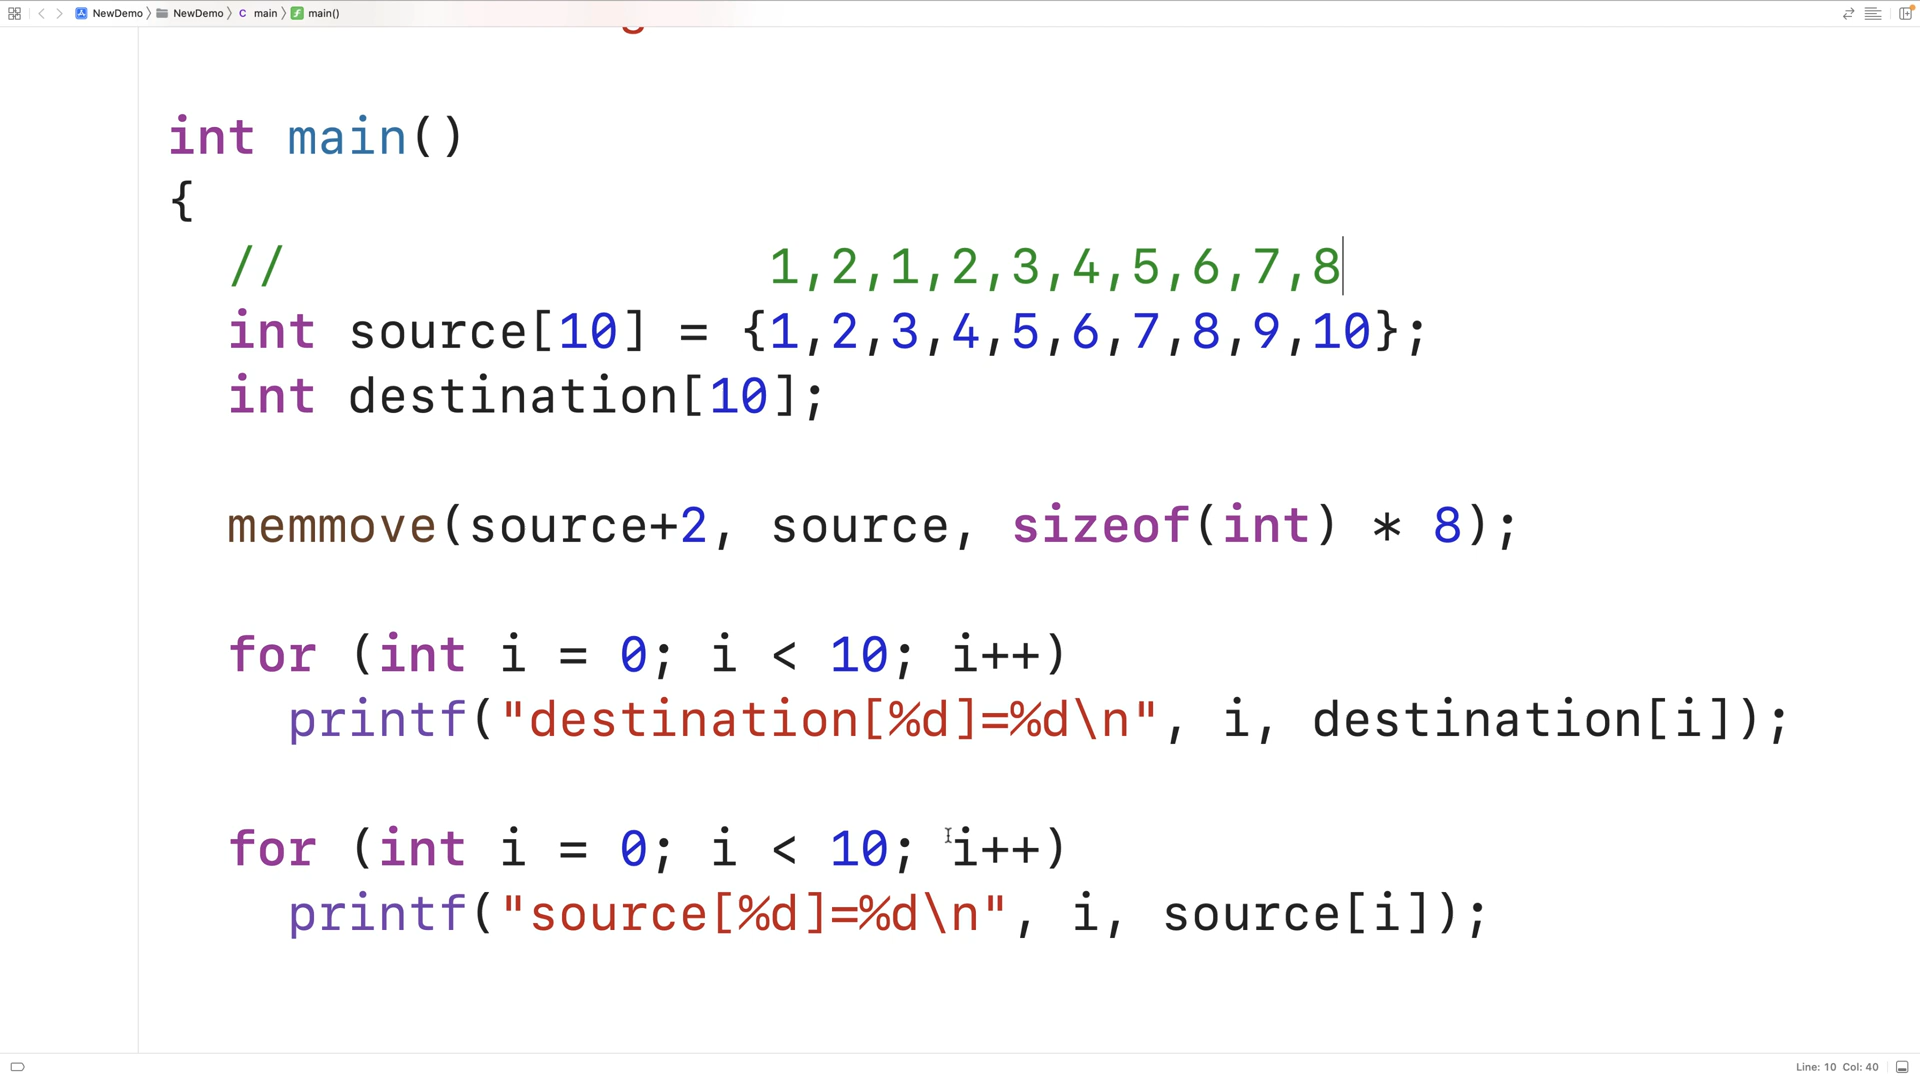 NewDemo NewDemo C main f main()
int main()
{
// 1,2,1,2,3,4,5,6,7,8
int source[10] = {1,2,3,4,5,6,7,8,9,10};
int destination[10];
memmove(source+2, source, sizeof(int) * 8);
for (int i = 0; i < 10; i++)
printf("destination[%d]=%d\n", i, destination[i]);
for (int i = 0; i < 10; i++)
printf("source[%d]=%d\n", i, source[i]);
Line: 10 Col: 40